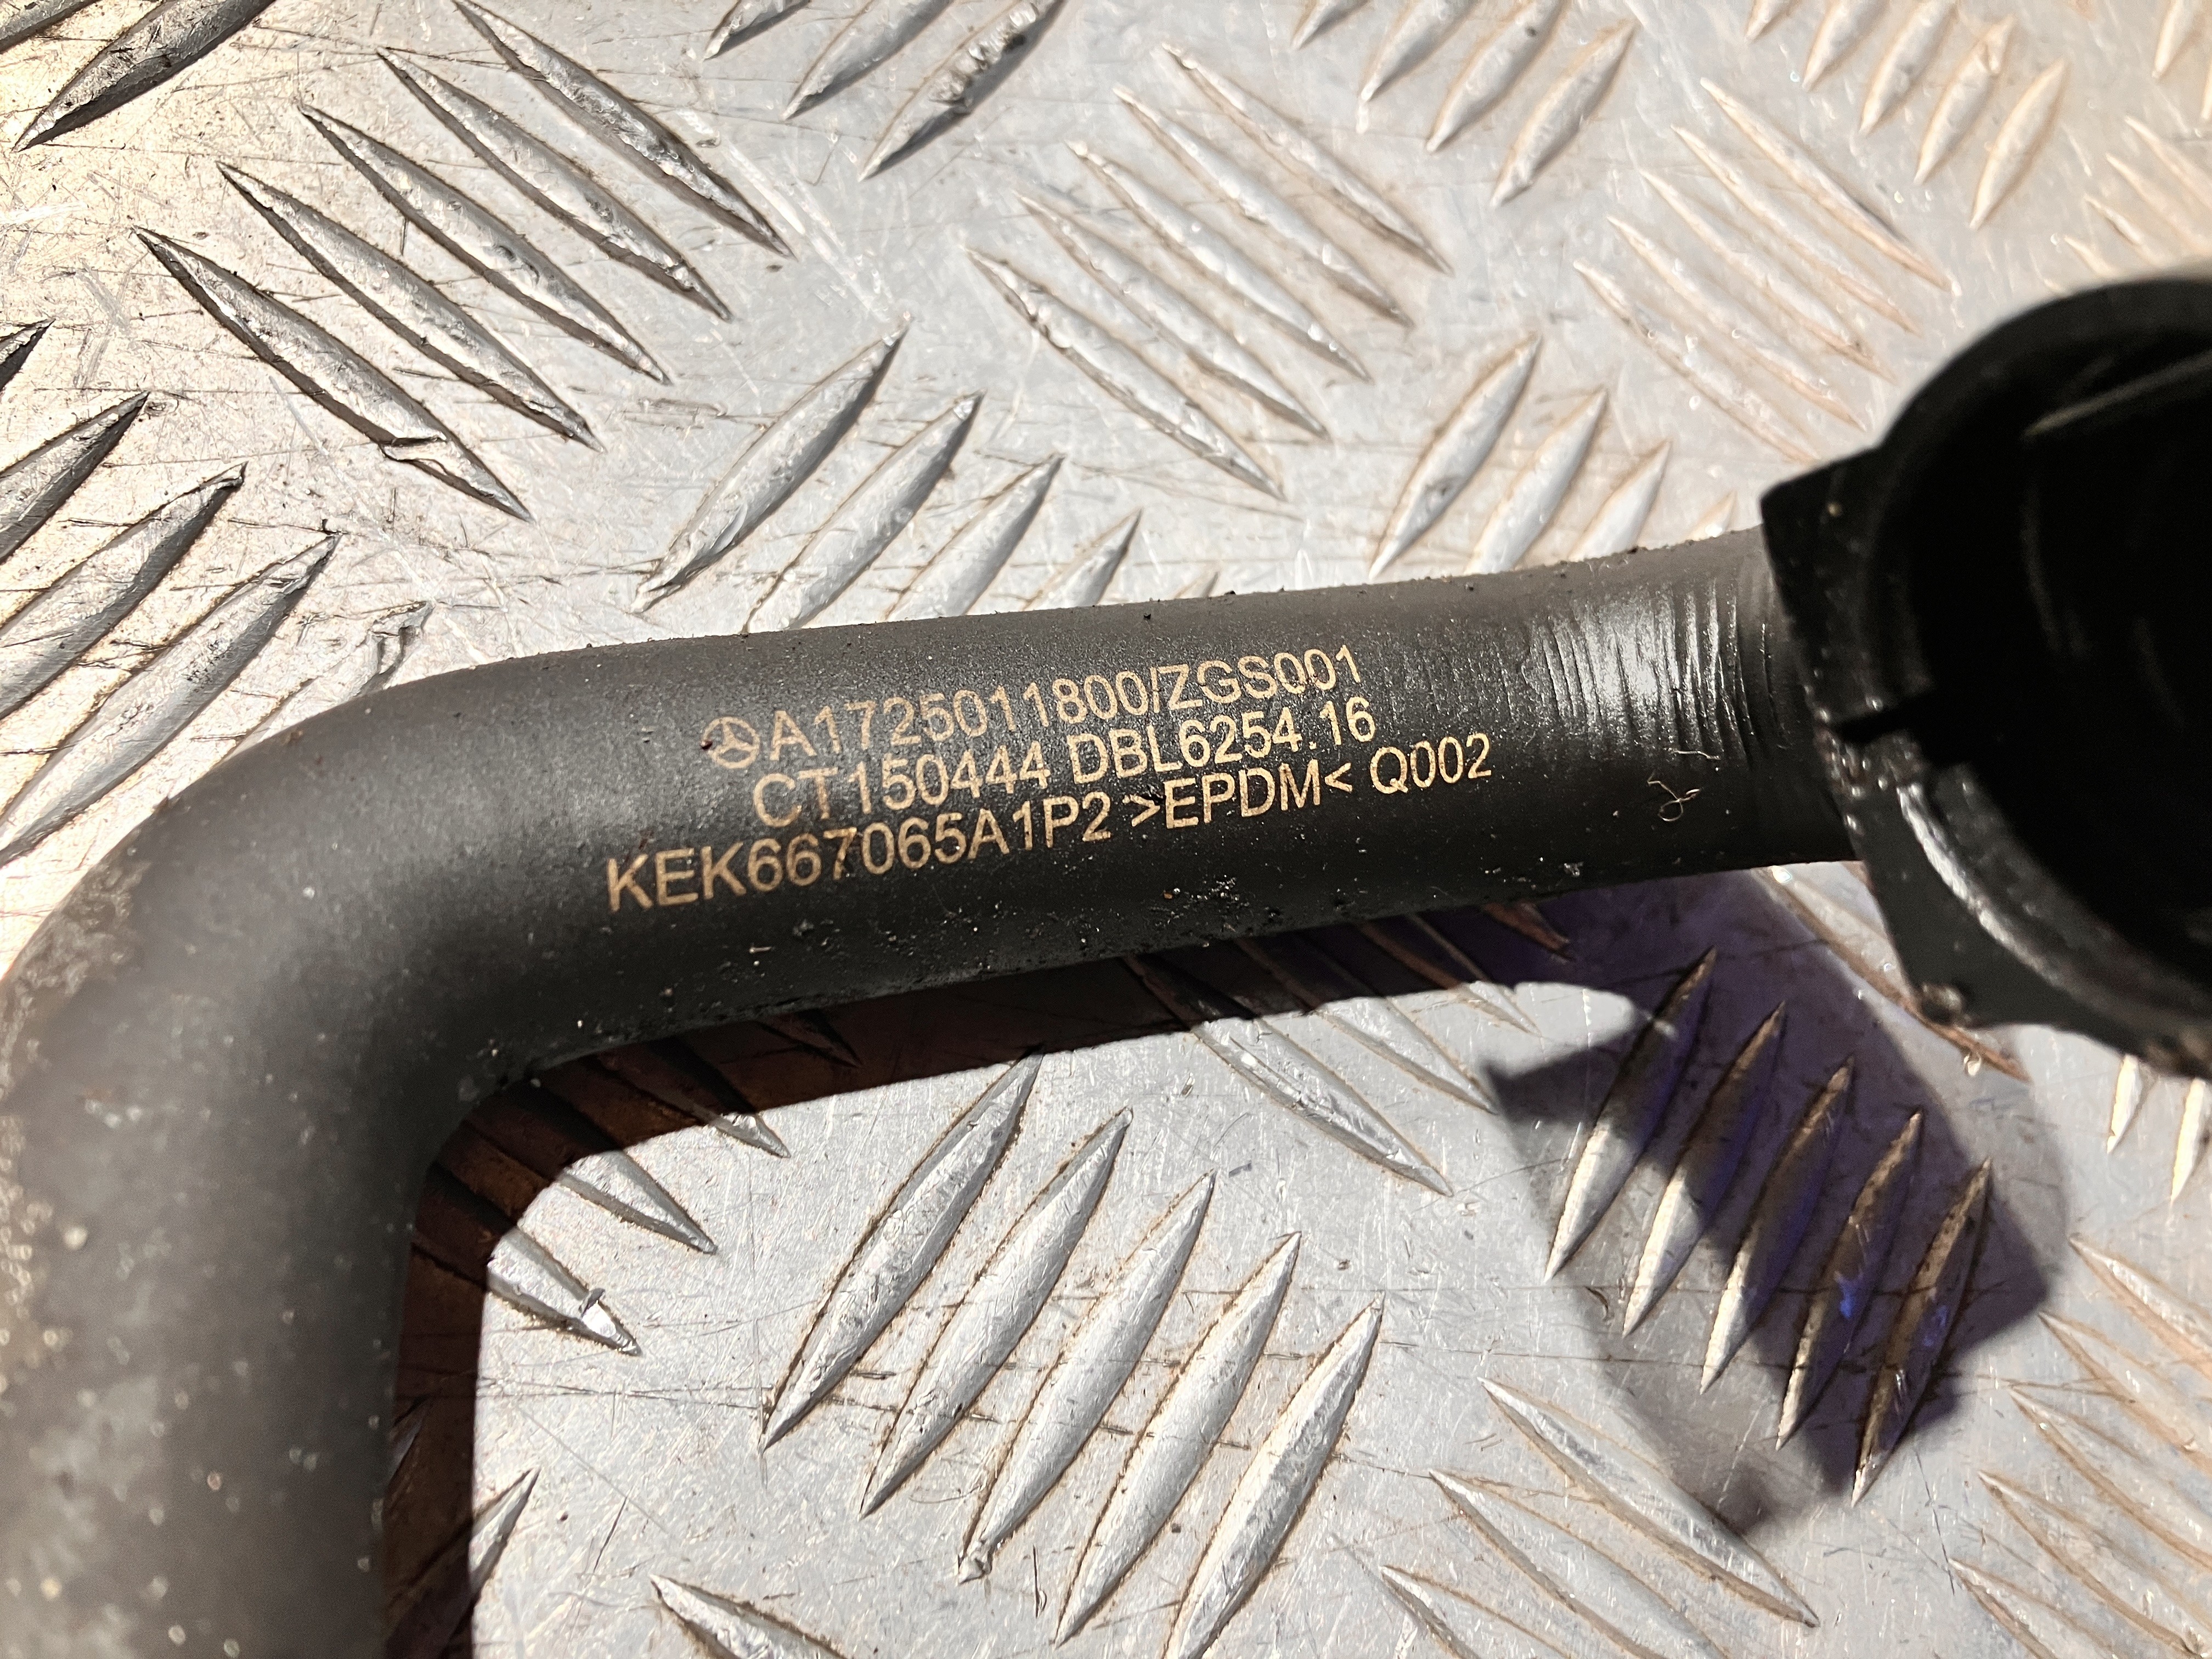 A1725011800/ZGS001
CT150444 DBL6254.16
KEK667065A1P2 >EPDM< Q002